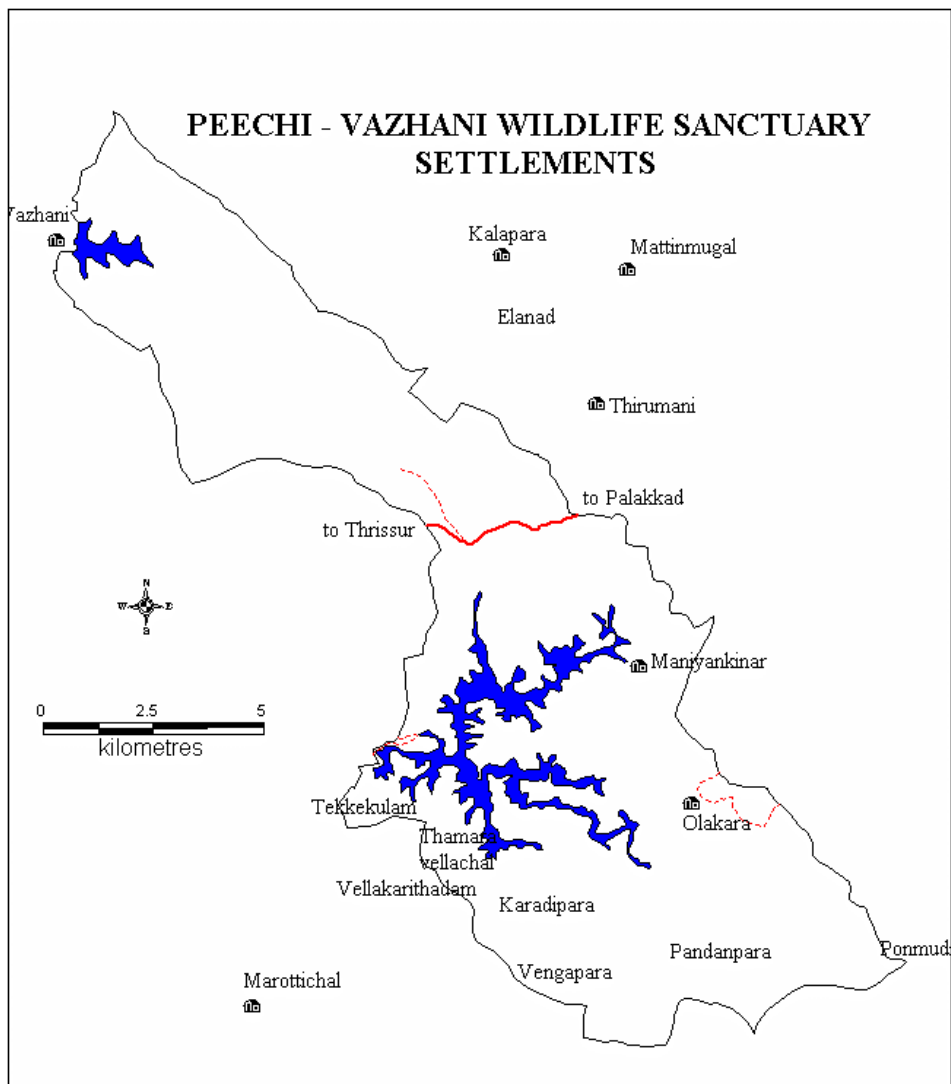 PEECHI - VAZHANI WILDLIFE SANCTUARY
SETTLEMENTS
Vazhani
Kalapara
Mattinmugal
Elanad
Thirumani
to Palakkad
to Thrissur
N
W E
S
Maniyankinar
0 2.5 5
kilometres
Tekkekulam
Olakara
Thamara
vellachal
Vellakarithadam
Karadipara
Pandanpara
Ponmudi
Vengapara
Marottichal